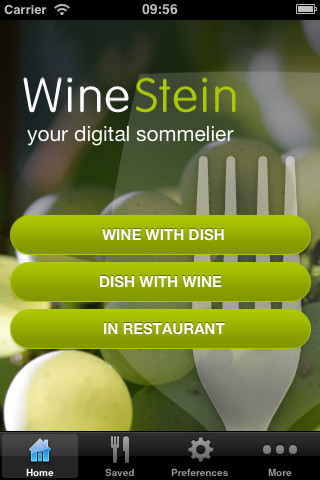 Carrier 09:56
WineStein
your digital sommelier
WINE WITH DISH
DISH WITH WINE
IN RESTAURANT
Home Saved Preferences More